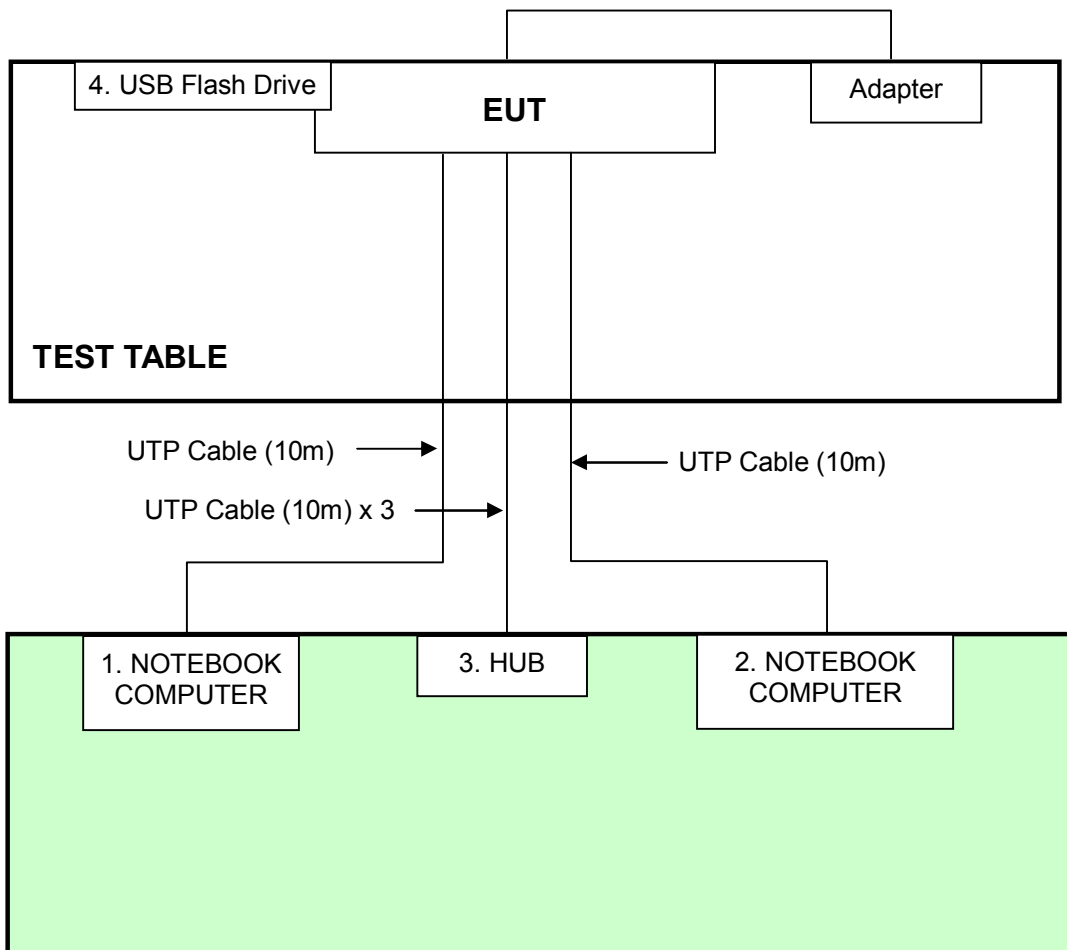 4. USB Flash Drive
EUT
Adapter
TEST TABLE
UTP Cable (10m)
UTP Cable (10m)
UTP Cable (10m) x 3
1. NOTEBOOK
COMPUTER
3. HUB
2. NOTEBOOK
COMPUTER